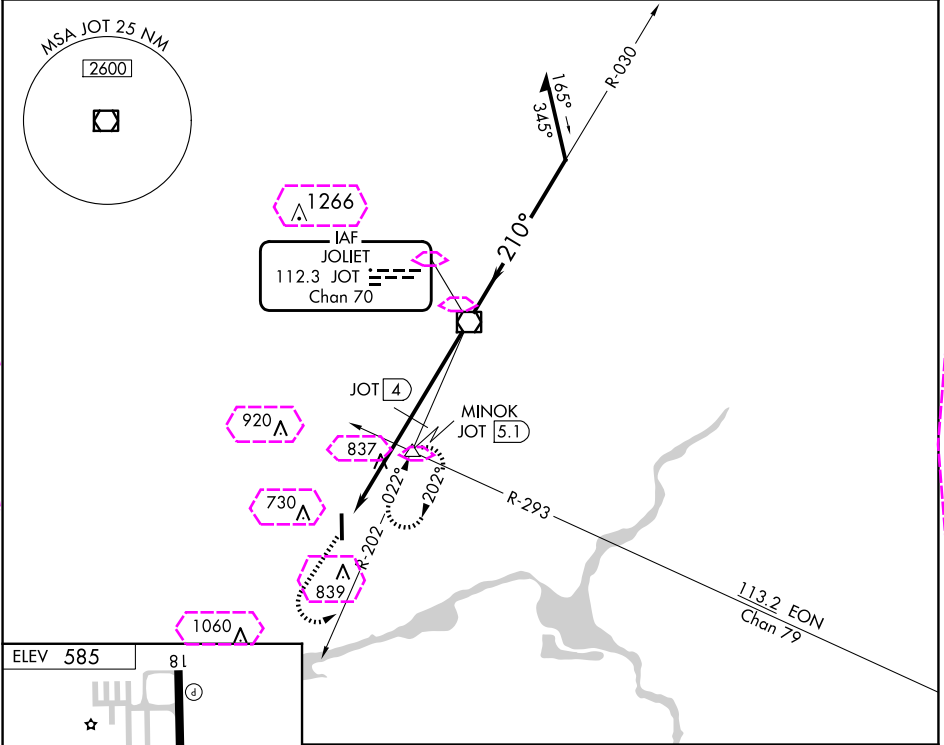 MSA JOT 25 NM
2600
R-030
165°
345°
1266
210°
IAF
JOLIET
112.3 JOT
Chan 70
JOT 4
MINOK
JOT 5.1
920
837
730
022°
202°
R-293
R-202
839
113.2 EON
Chan 79
1060
ELEV 585
18
P